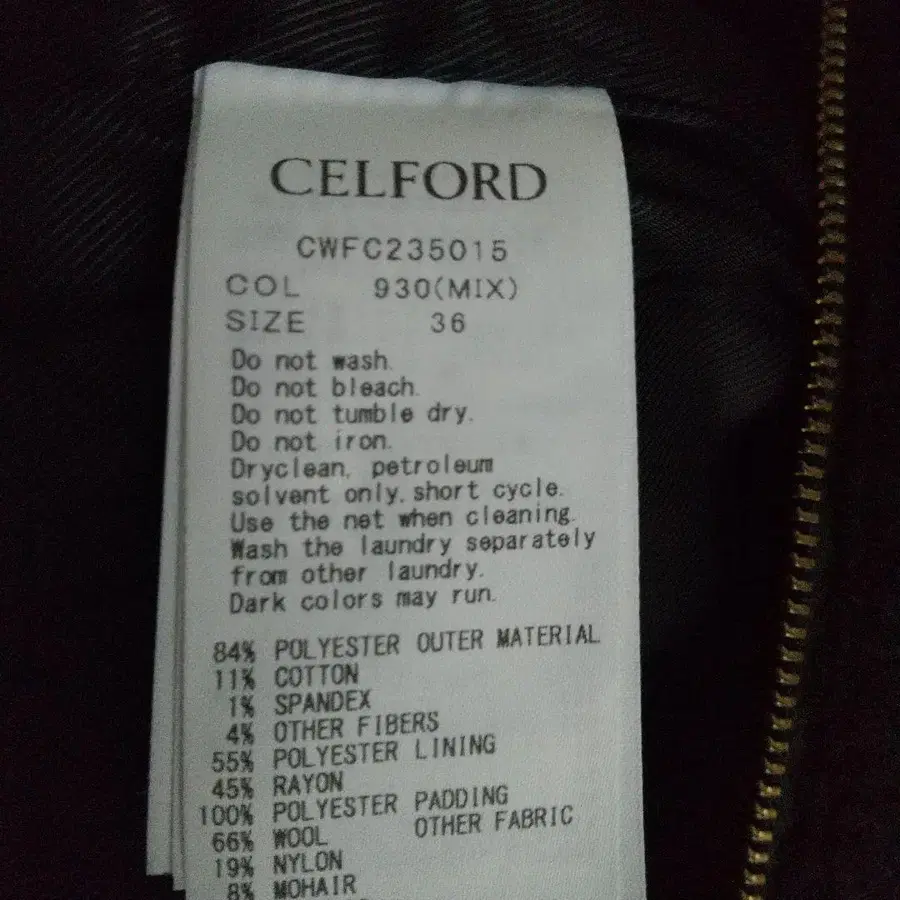 CELFORD
CWFC235015
COL 930(MIX)
SIZE 36
Do not wash.
Do not bleach.
Do not tumble dry.
Do not iron.
Dryclean, petroleum
solvent only, short cycle.
Use the net when cleaning.
Wash the laundry separately
from other laundry.
Dark colors may run.
84% POLYESTER OUTER MATERIAL
11% COTTON
1% SPANDEX
4% OTHER FIBERS
55% POLYESTER LINING
45% RAYON
100% POLYESTER PADDING
66% WOOL OTHER FABRIC
19% NYLON
8% MOHAIR